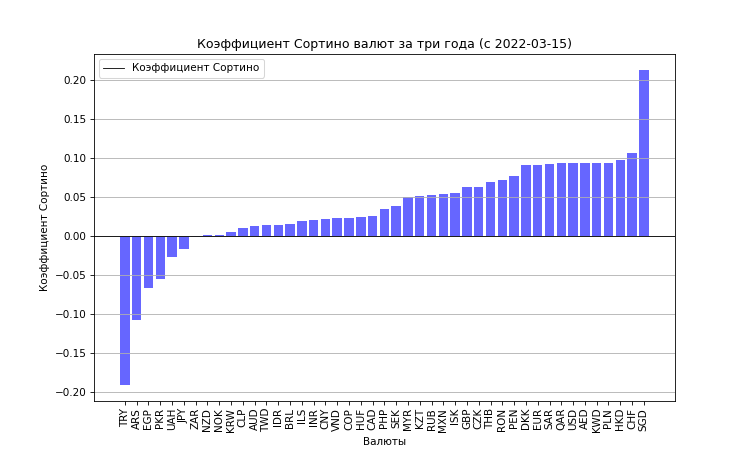 Коэффициент Сортино валют за три года (с 2022-03-15)
Коэффициент Сортино
0.20
0.15
0.10
0.05
0.00
−0.05
−0.10
−0.15
−0.20
Коэффициент Сортино
TRY
ARS
EGP
PKR
UAH
JPY
ZAR
NZD
NOK
KRW
CLP
AUD
TWD
IDR
BRL
ILS
INR
CNY
VND
COP
HUF
CAD
PHP
SEK
MYR
KZT
RUB
MXN
ISK
GBP
CZK
THB
RON
PEN
DKK
EUR
SAR
QAR
USD
AED
KWD
PLN
HKD
CHF
SGD
Валюты